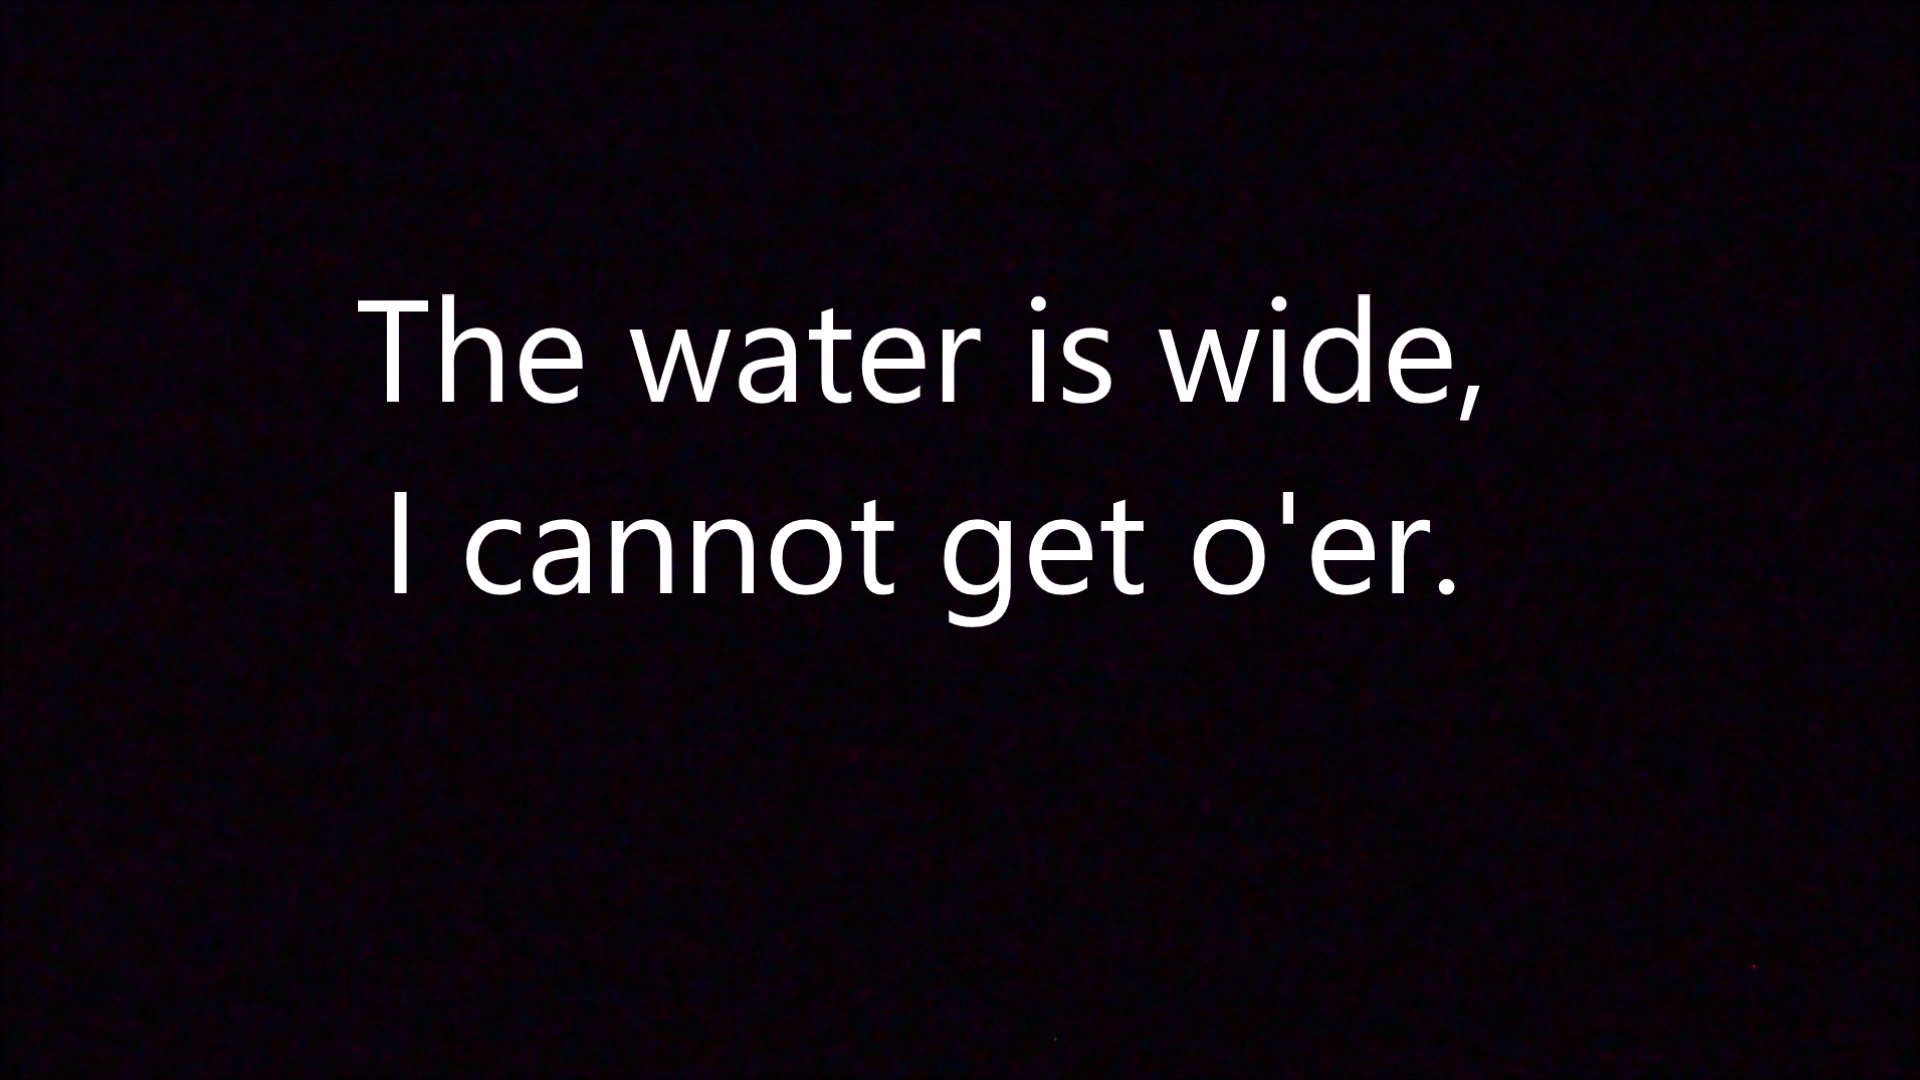 The water is wide,
I cannot get o'er.